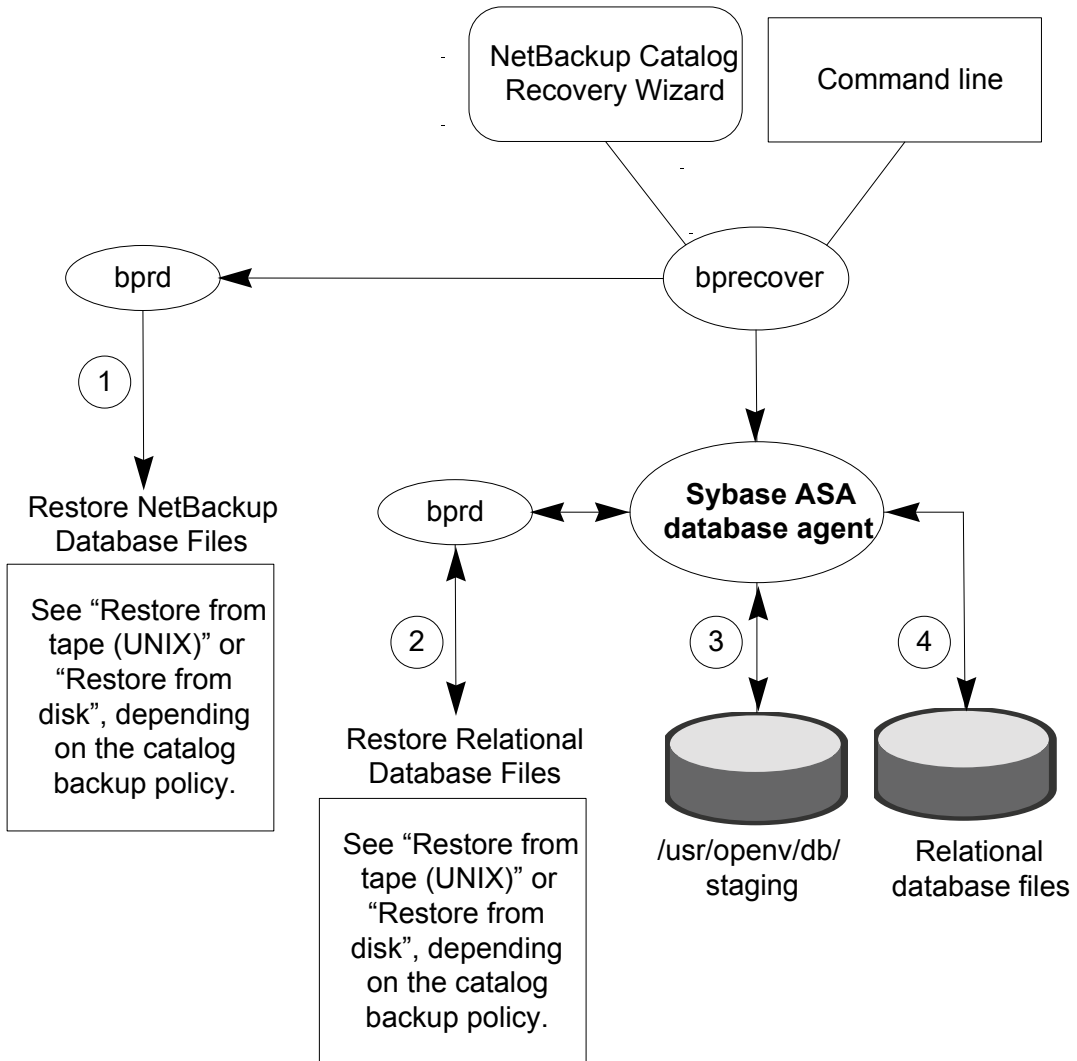 NetBackup Catalog
Recovery Wizard
Command line
bprd
bprecover
1
Restore NetBackup
Database Files
See “Restore from
tape (UNIX)” or
“Restore from
disk”, depending
on the catalog
backup policy.
bprd
Sybase ASA
database agent
2
3
4
Restore Relational
Database Files
See “Restore from
tape (UNIX)” or
“Restore from
disk”, depending
on the catalog
backup policy.
/usr/openv/db/
staging
Relational
database files